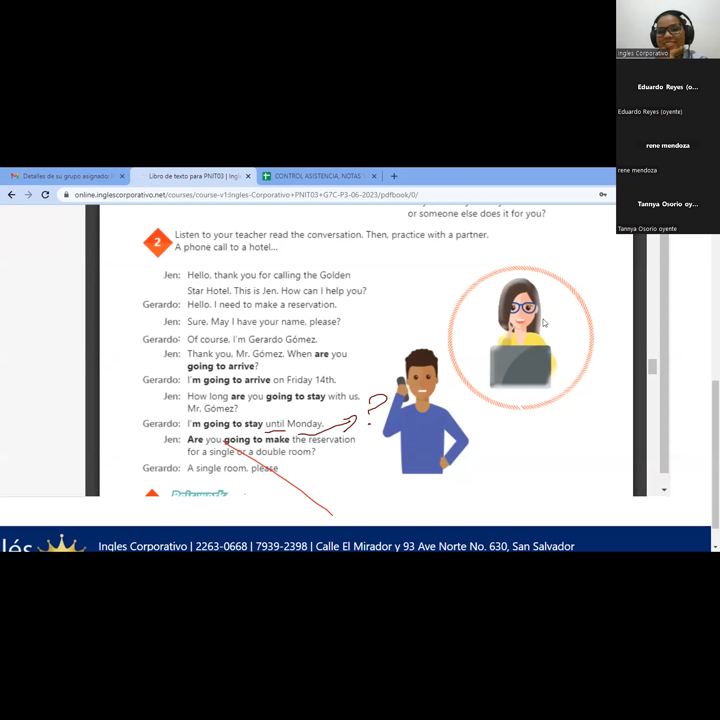 Ingles Corporativo
Eduardo Reyes (o...
Eduardo Reyes (oyente)
rene mendoza
rene mendoza
Tannya Osorio oy...
Tannya Osorio oyente
Detalles de su grupo asignado:
Libro de texto para PNIT03 | Ingl
CONTROL ASISTENCIA, NOTAS
online.inglescorporativo.net/courses/course-v1:InglesCorporativo+PNIT03+G7C-P3-06-2023/pdfbook/0/
or someone else does it for you?
2 Listen to your teacher read the conversation. Then, practice with a partner.
A phone call to a hotel...
Jen: Hello, thank you for calling the Golden
Star Hotel. This is Jen. How can I help you?
Gerardo: Hello. I need to make a reservation.
Jen: Sure. May I have your name, please?
Gerardo: Of course. I'm Gerardo Gómez.
Jen: Thank you, Mr. Gómez. When are you
going to arrive?
Gerardo: I'm going to arrive on Friday 14th.
Jen: How long are you going to stay with us,
Mr. Gómez?
Gerardo: I'm going to stay until Monday.
?
Jen: Are you going to make the reservation
for a single or a double room?
Gerardo: A single room, please
lés
Ingles Corporativo | 2263-0668 | 7939-2398 | Calle El Mirador y 93 Ave Norte No. 630, San Salvador